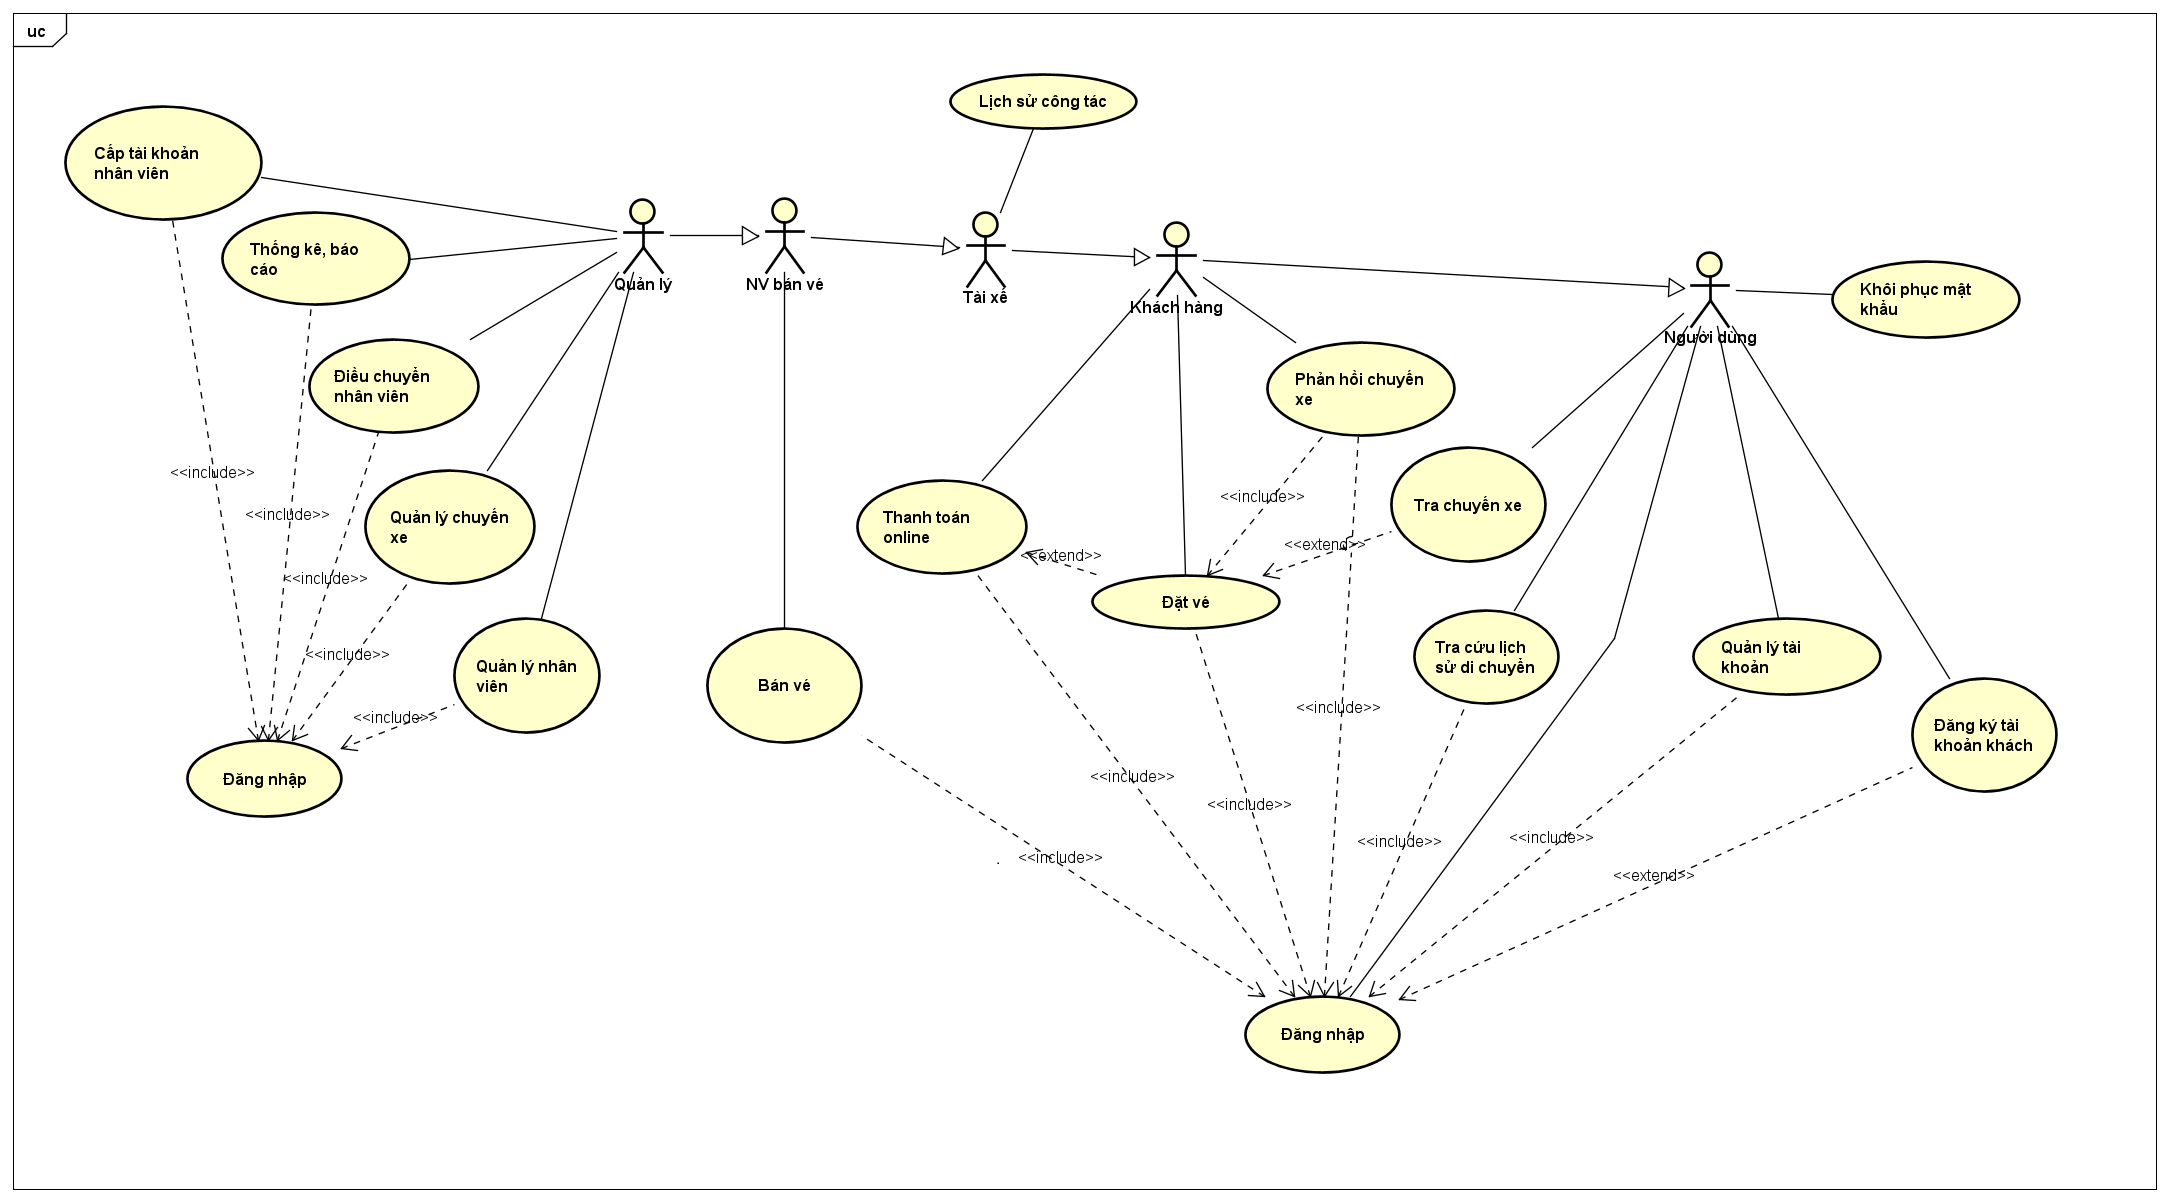 uc
Lịch sử công tác
Cấp tài khoản
nhân viên
Thống kê, báo
cáo
Quản lý
NV bán vé
Tài xế
Khách hàng
Người dùng
Khôi phục mật
khẩu
Điều chuyển
nhân viên
Phản hồi chuyến
xe
<<include>>
<<include>>
<<include>>
<<include>>
<<include>>
Quản lý chuyến
xe
Thanh toán
online
<<include>>
Tra chuyến xe
<<extend>>
<<extend>>
Đặt vé
Quản lý nhân
viên
Bán vé
Tra cứu lịch
sử di chuyển
Quản lý tài
khoản
<<include>>
Đăng ký tài
khoản khách
Đăng nhập
<<include>>
<<include>>
<<include>>
<<include>>
<<include>>
<<extend>>
Đăng nhập